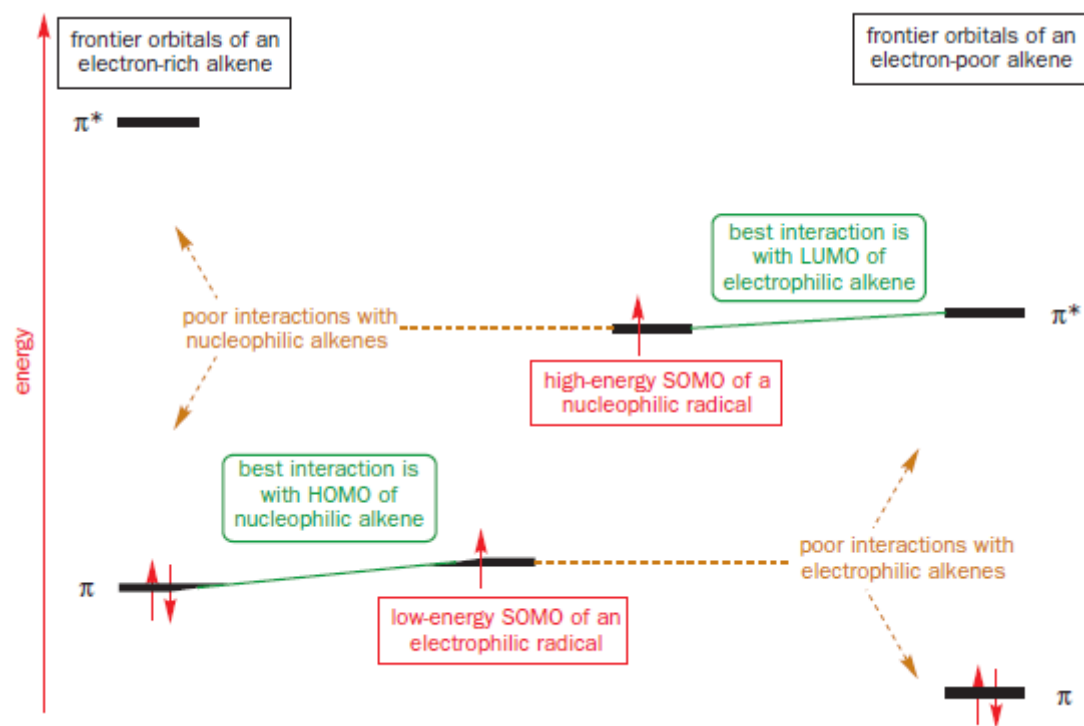 frontier orbitals of an
electron-rich alkene
frontier orbitals of an
electron-poor alkene
π*
best interaction is
with LUMO of
electrophilic alkene
poor interactions with
nucleophilic alkenes
π*
energy
high-energy SOMO of a
nucleophilic radical
best interaction is
with HOMO of
nucleophilic alkene
poor interactions with
electrophilic alkenes
π
low-energy SOMO of an
electrophilic radical
π